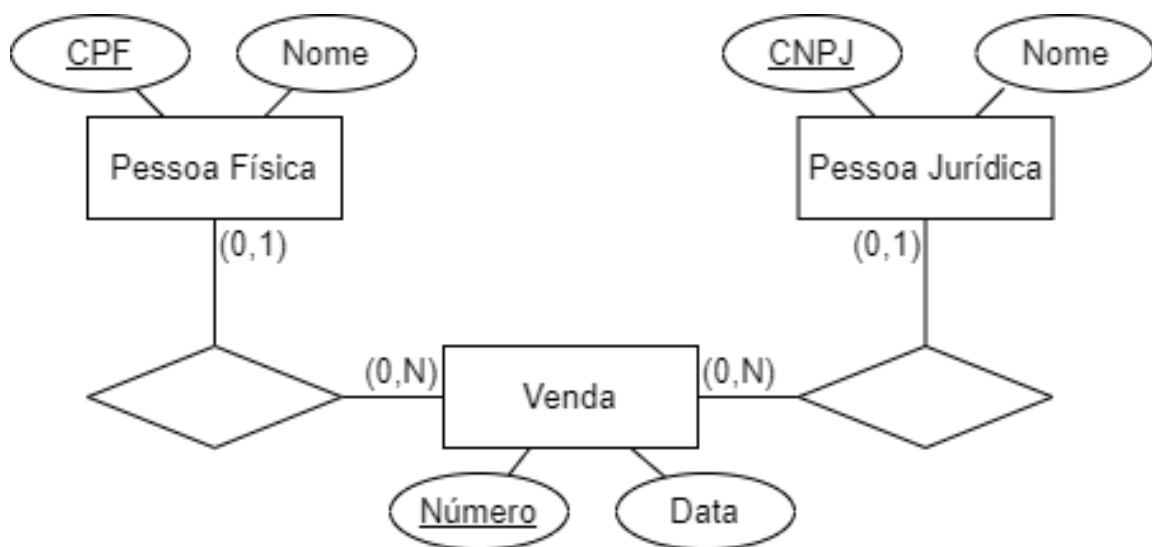 CPF
Nome
CNPJ
Nome
Pessoa Física
Pessoa Jurídica
(0,1)
(0,1)
(0,N)
Venda
(0,N)
Número
Data